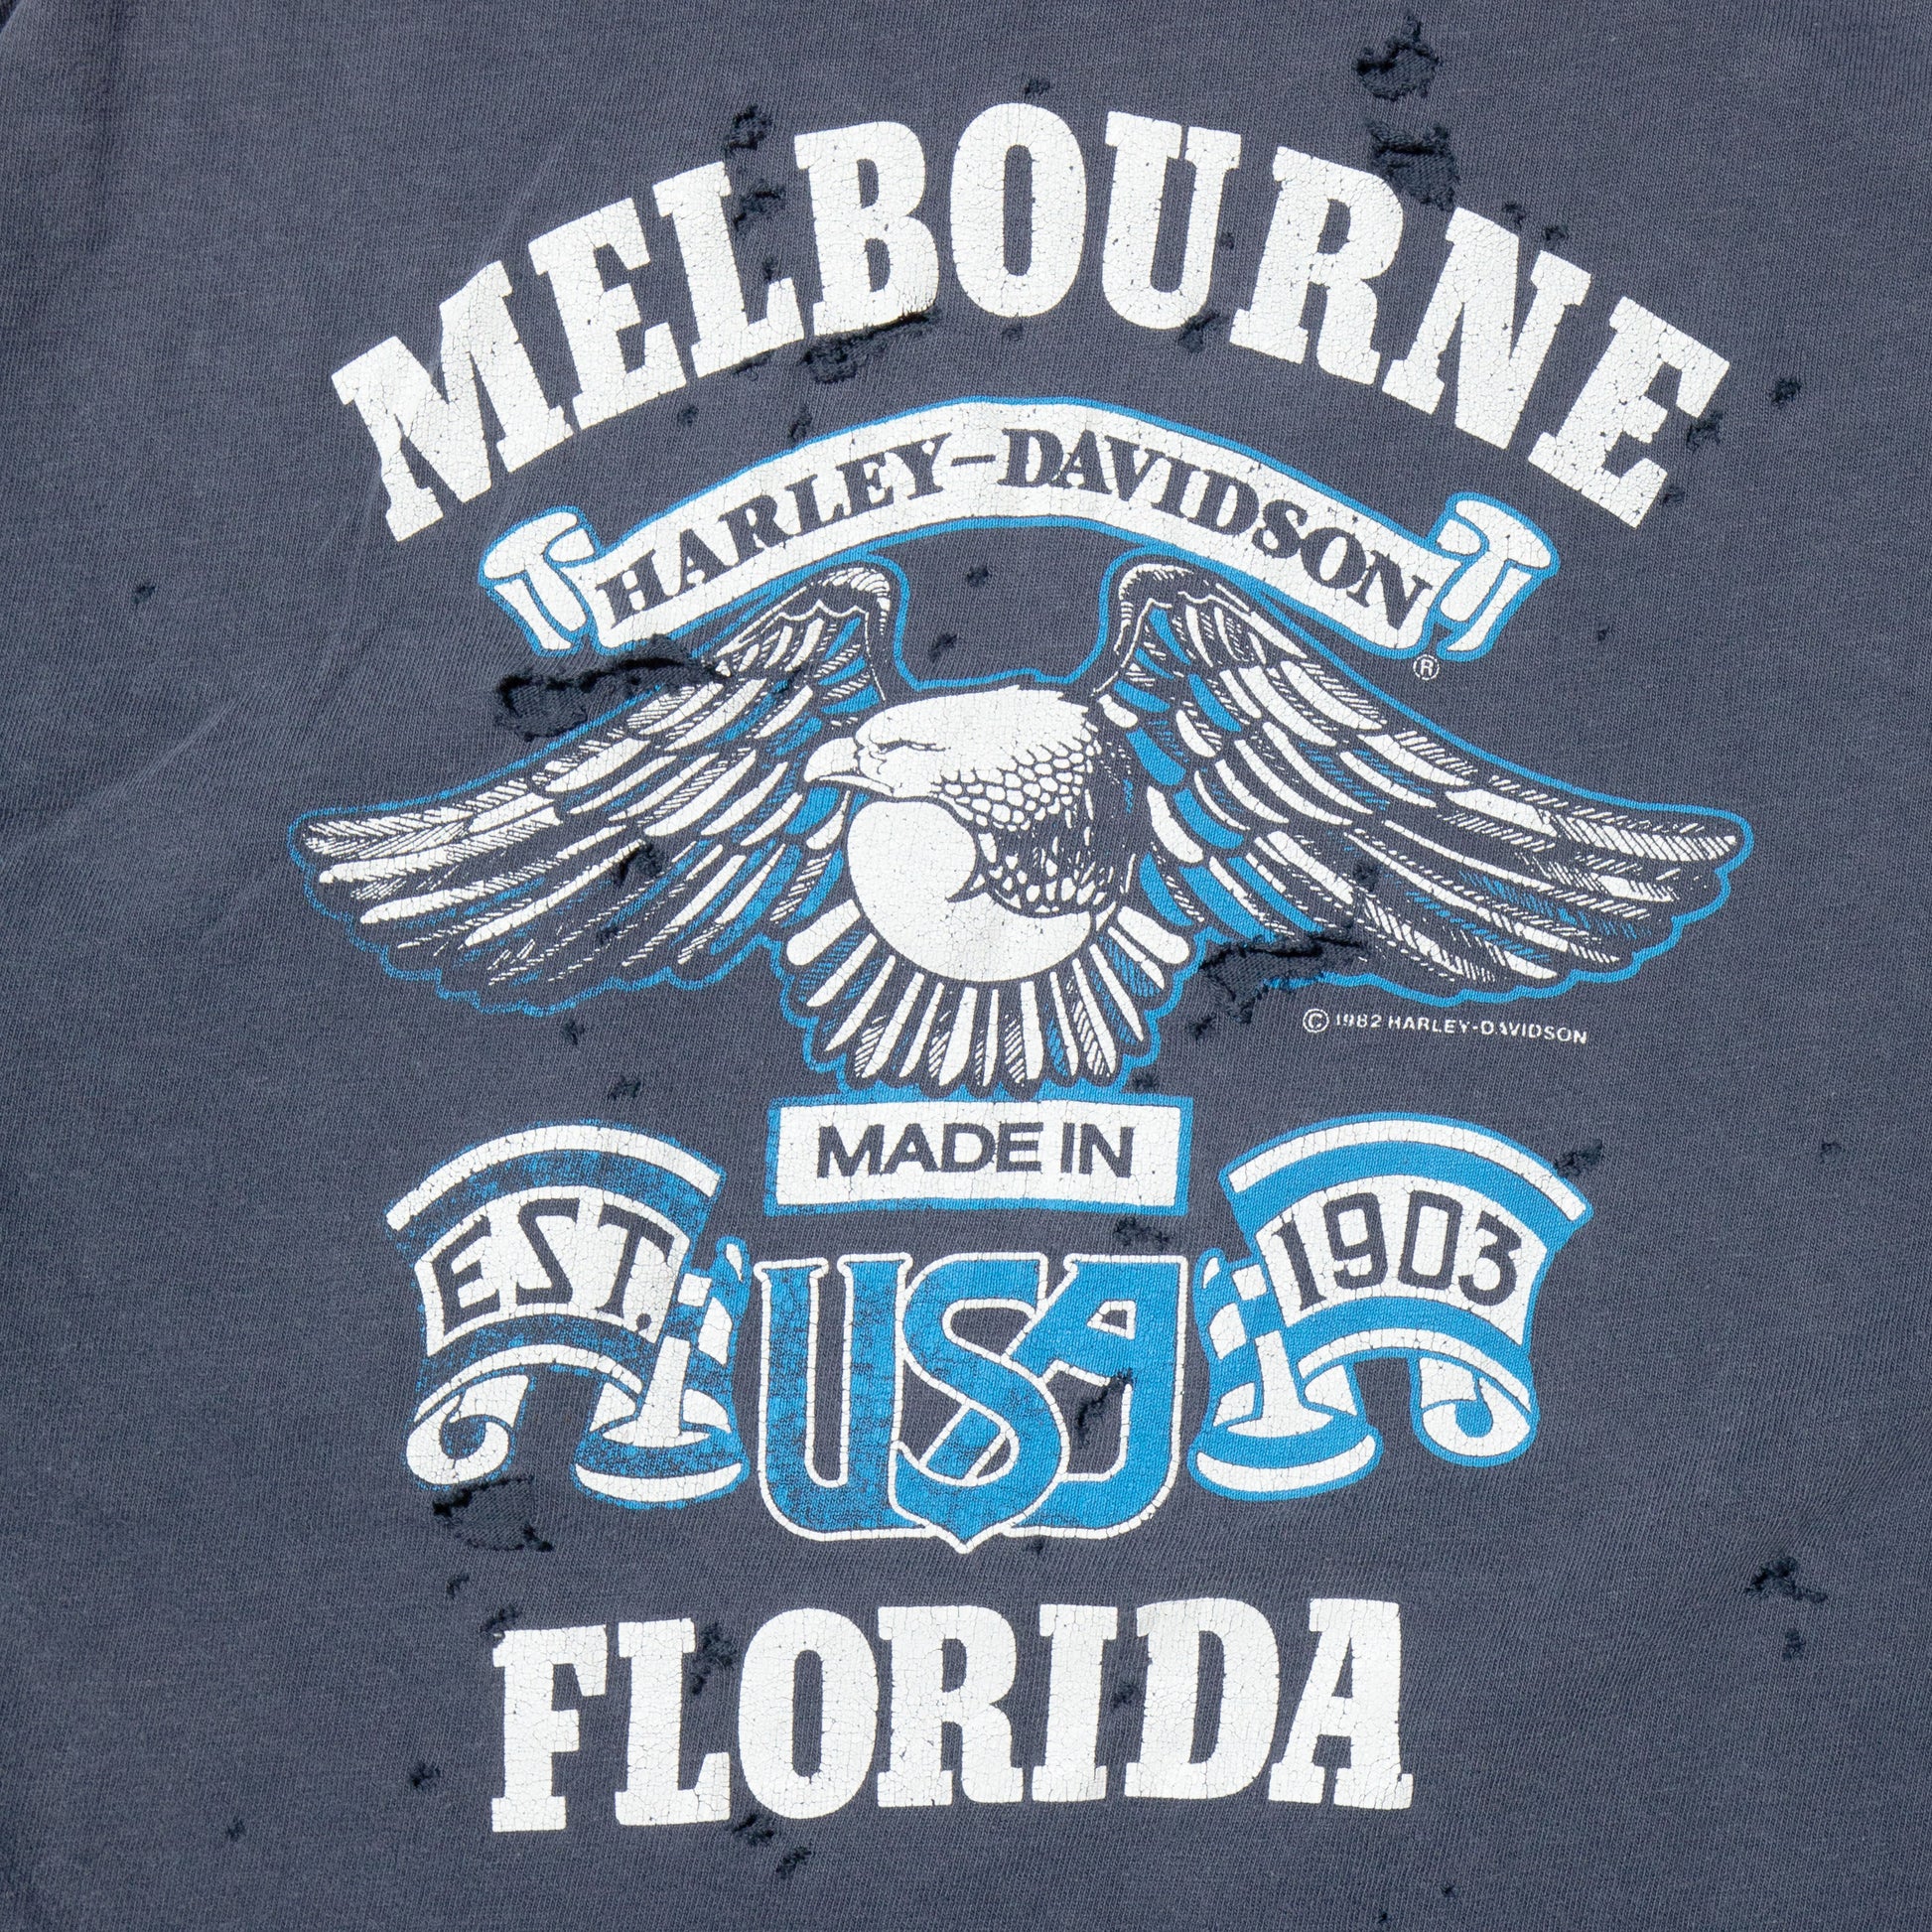 MELBOURNE
HARLEY-DAVIDSON
®
© 1982 HARLEY-DAVIDSON
MADE IN
EST. 1903
USA
FLORIDA